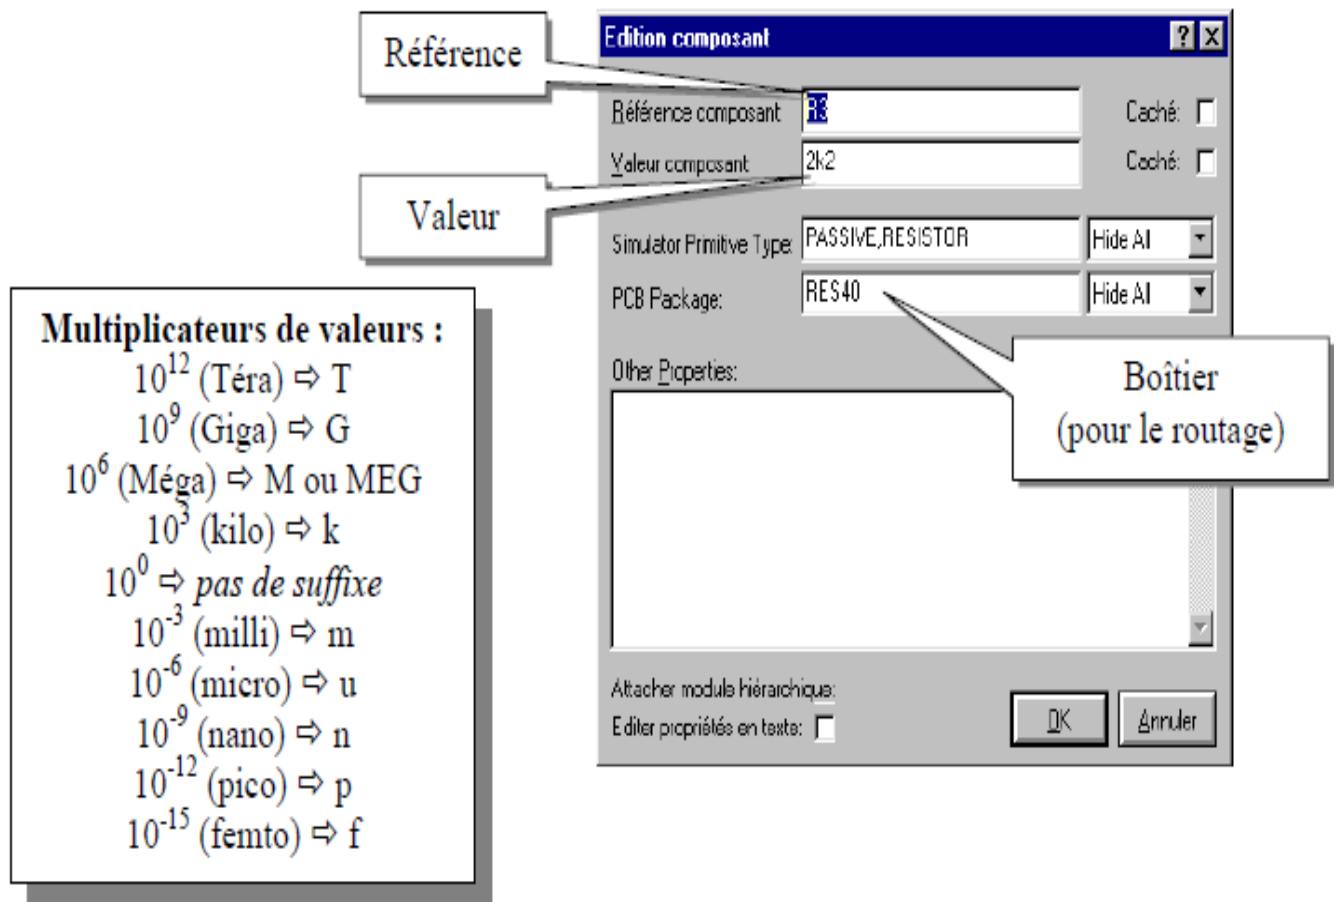 Référence
Valeur
Edition composant
Référence composant R3 Caché:
Valeur composant 2k2 Caché:
Simulator Primitive Type: PASSIVE,RESISTOR Hide All
PCB Package: RES40 Hide All
Other Properties:
Boîtier
(pour le routage)
Attacher module hiérarchique:
Editer propriétés en texte:
OK Annuler
Multiplicateurs de valeurs :
10¹² (Téra) ⇨ T
10⁹ (Giga) ⇨ G
10⁶ (Méga) ⇨ M ou MEG
10³ (kilo) ⇨ k
10⁰ ⇨ pas de suffixe
10⁻³ (milli) ⇨ m
10⁻⁶ (micro) ⇨ u
10⁻⁹ (nano) ⇨ n
10⁻¹² (pico) ⇨ p
10⁻¹⁵ (femto) ⇨ f